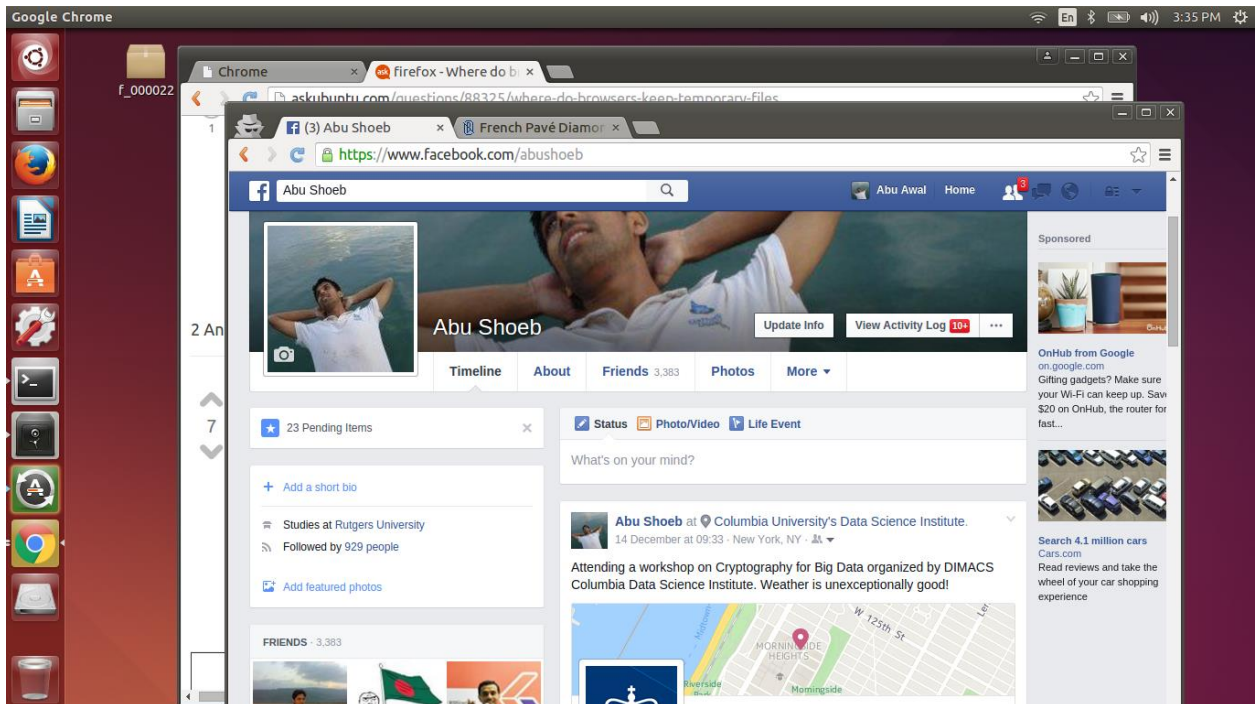 Google Chrome
En
3:35 PM
f_000022
Chrome
firefox - Where do b
askubuntu.com/questions/88325/where-do-browsers-keep-temporary-files
1
(3) Abu Shoeb
French Pavé Diamon
https://www.facebook.com/abushoeb
Abu Shoeb
Abu Awal
Home
3
Abu Shoeb
Update Info
View Activity Log 10+
Timeline
About
Friends 3,383
Photos
More
2 An
7
23 Pending Items
Add a short bio
Studies at Rutgers University
Followed by 929 people
Add featured photos
FRIENDS · 3,383
Status
Photo/Video
Life Event
What's on your mind?
Abu Shoeb at Columbia University's Data Science Institute.
14 December at 09:33 · New York, NY ·
Attending a workshop on Cryptography for Big Data organized by DIMACS
Columbia Data Science Institute. Weather is unexceptionally good!
W 125th St
MORNINGSIDE
HEIGHTS
Riverside
Park
Morningside
Sponsored
OnHub from Google
on.google.com
Gifting gadgets? Make sure
your Wi-Fi can keep up. Save
$20 on OnHub, the router for
fast...
Search 4.1 million cars
Cars.com
Read reviews and take the
wheel of your car shopping
experience